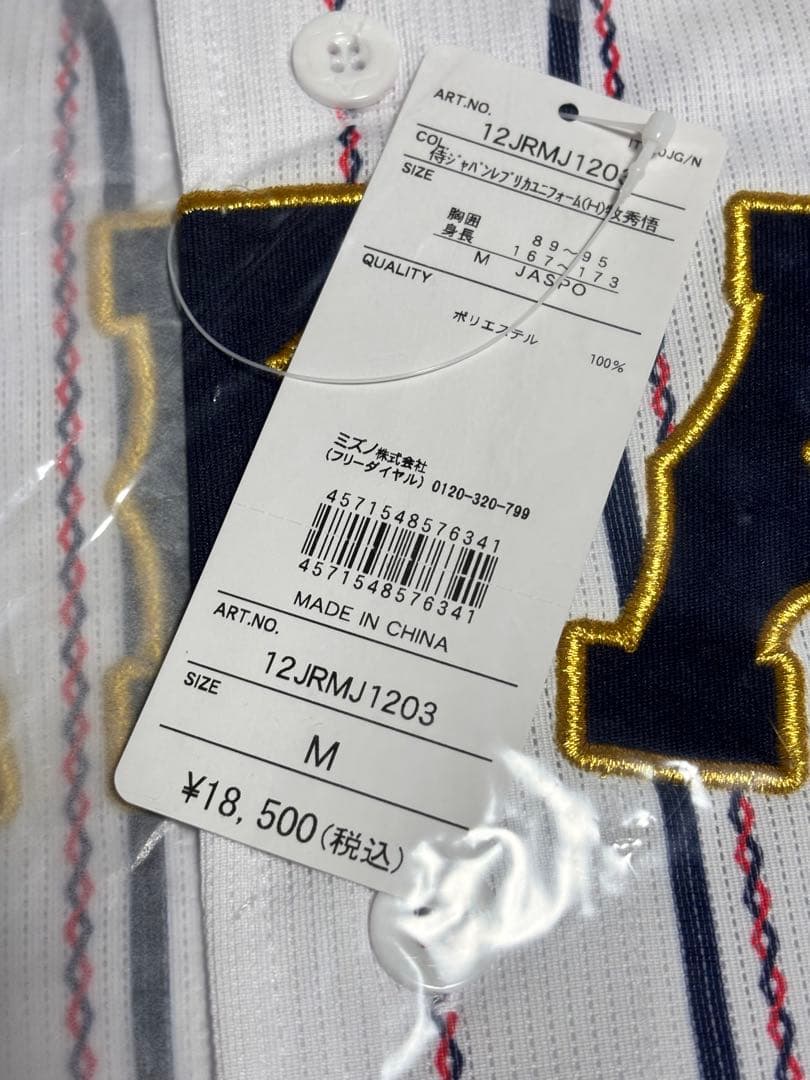 ART.NO.
12JRMJ1203
COL.
侍ジャパンレプリカユニフォーム(H)牧秀悟
SIZE
胸囲 89~95
身長 167~173
M JASPO
QUALITY
ポリエステル 100%
ミズノ株式会社
(フリーダイヤル) 0120-320-799
4571548576341
4571548576341
MADE IN CHINA
ART.NO.
12JRMJ1203
SIZE
M
¥18,500(税込)